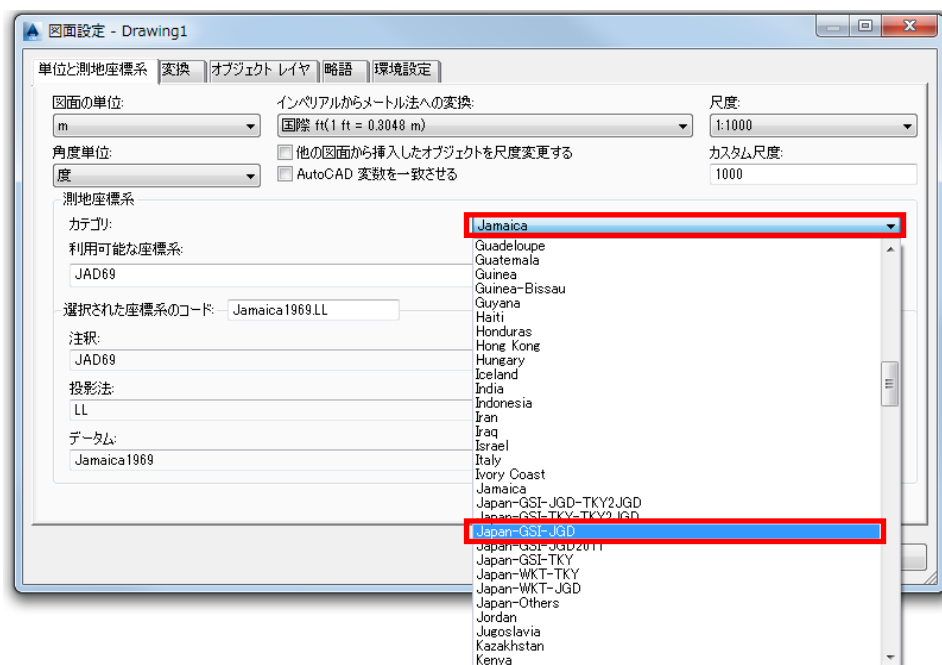 図面設定 - Drawing1
単位と測地座標系 変換 オブジェクト レイヤ 略語 環境設定
図面の単位: インペリアルからメートル法への変換: 尺度:
m 国際 ft(1 ft = 0.3048 m) 1:1000
角度単位: 他の図面から挿入したオブジェクトを尺度変更する カスタム尺度:
度 AutoCAD 変数を一致させる 1000
測地座標系
カテゴリ: Jamaica
利用可能な座標系:
JAD69
選択された座標系のコード: Jamaica1969.LL
注釈:
JAD69
投影法:
LL
データム:
Jamaica1969
Guadeloupe
Guatemala
Guinea
Guinea-Bissau
Guyana
Haiti
Honduras
Hong Kong
Hungary
Iceland
India
Indonesia
Iran
Iraq
Israel
Italy
Ivory Coast
Jamaica
Japan-GSI-JGD-TKY2JGD
Japan-GSI-TKY-TKY2JGD
Japan-GSI-JGD
Japan-GSI-JGD2011
Japan-GSI-TKY
Japan-WKT-TKY
Japan-WKT-JGD
Japan-Others
Jordan
Jugoslavia
Kazakhstan
Kenya